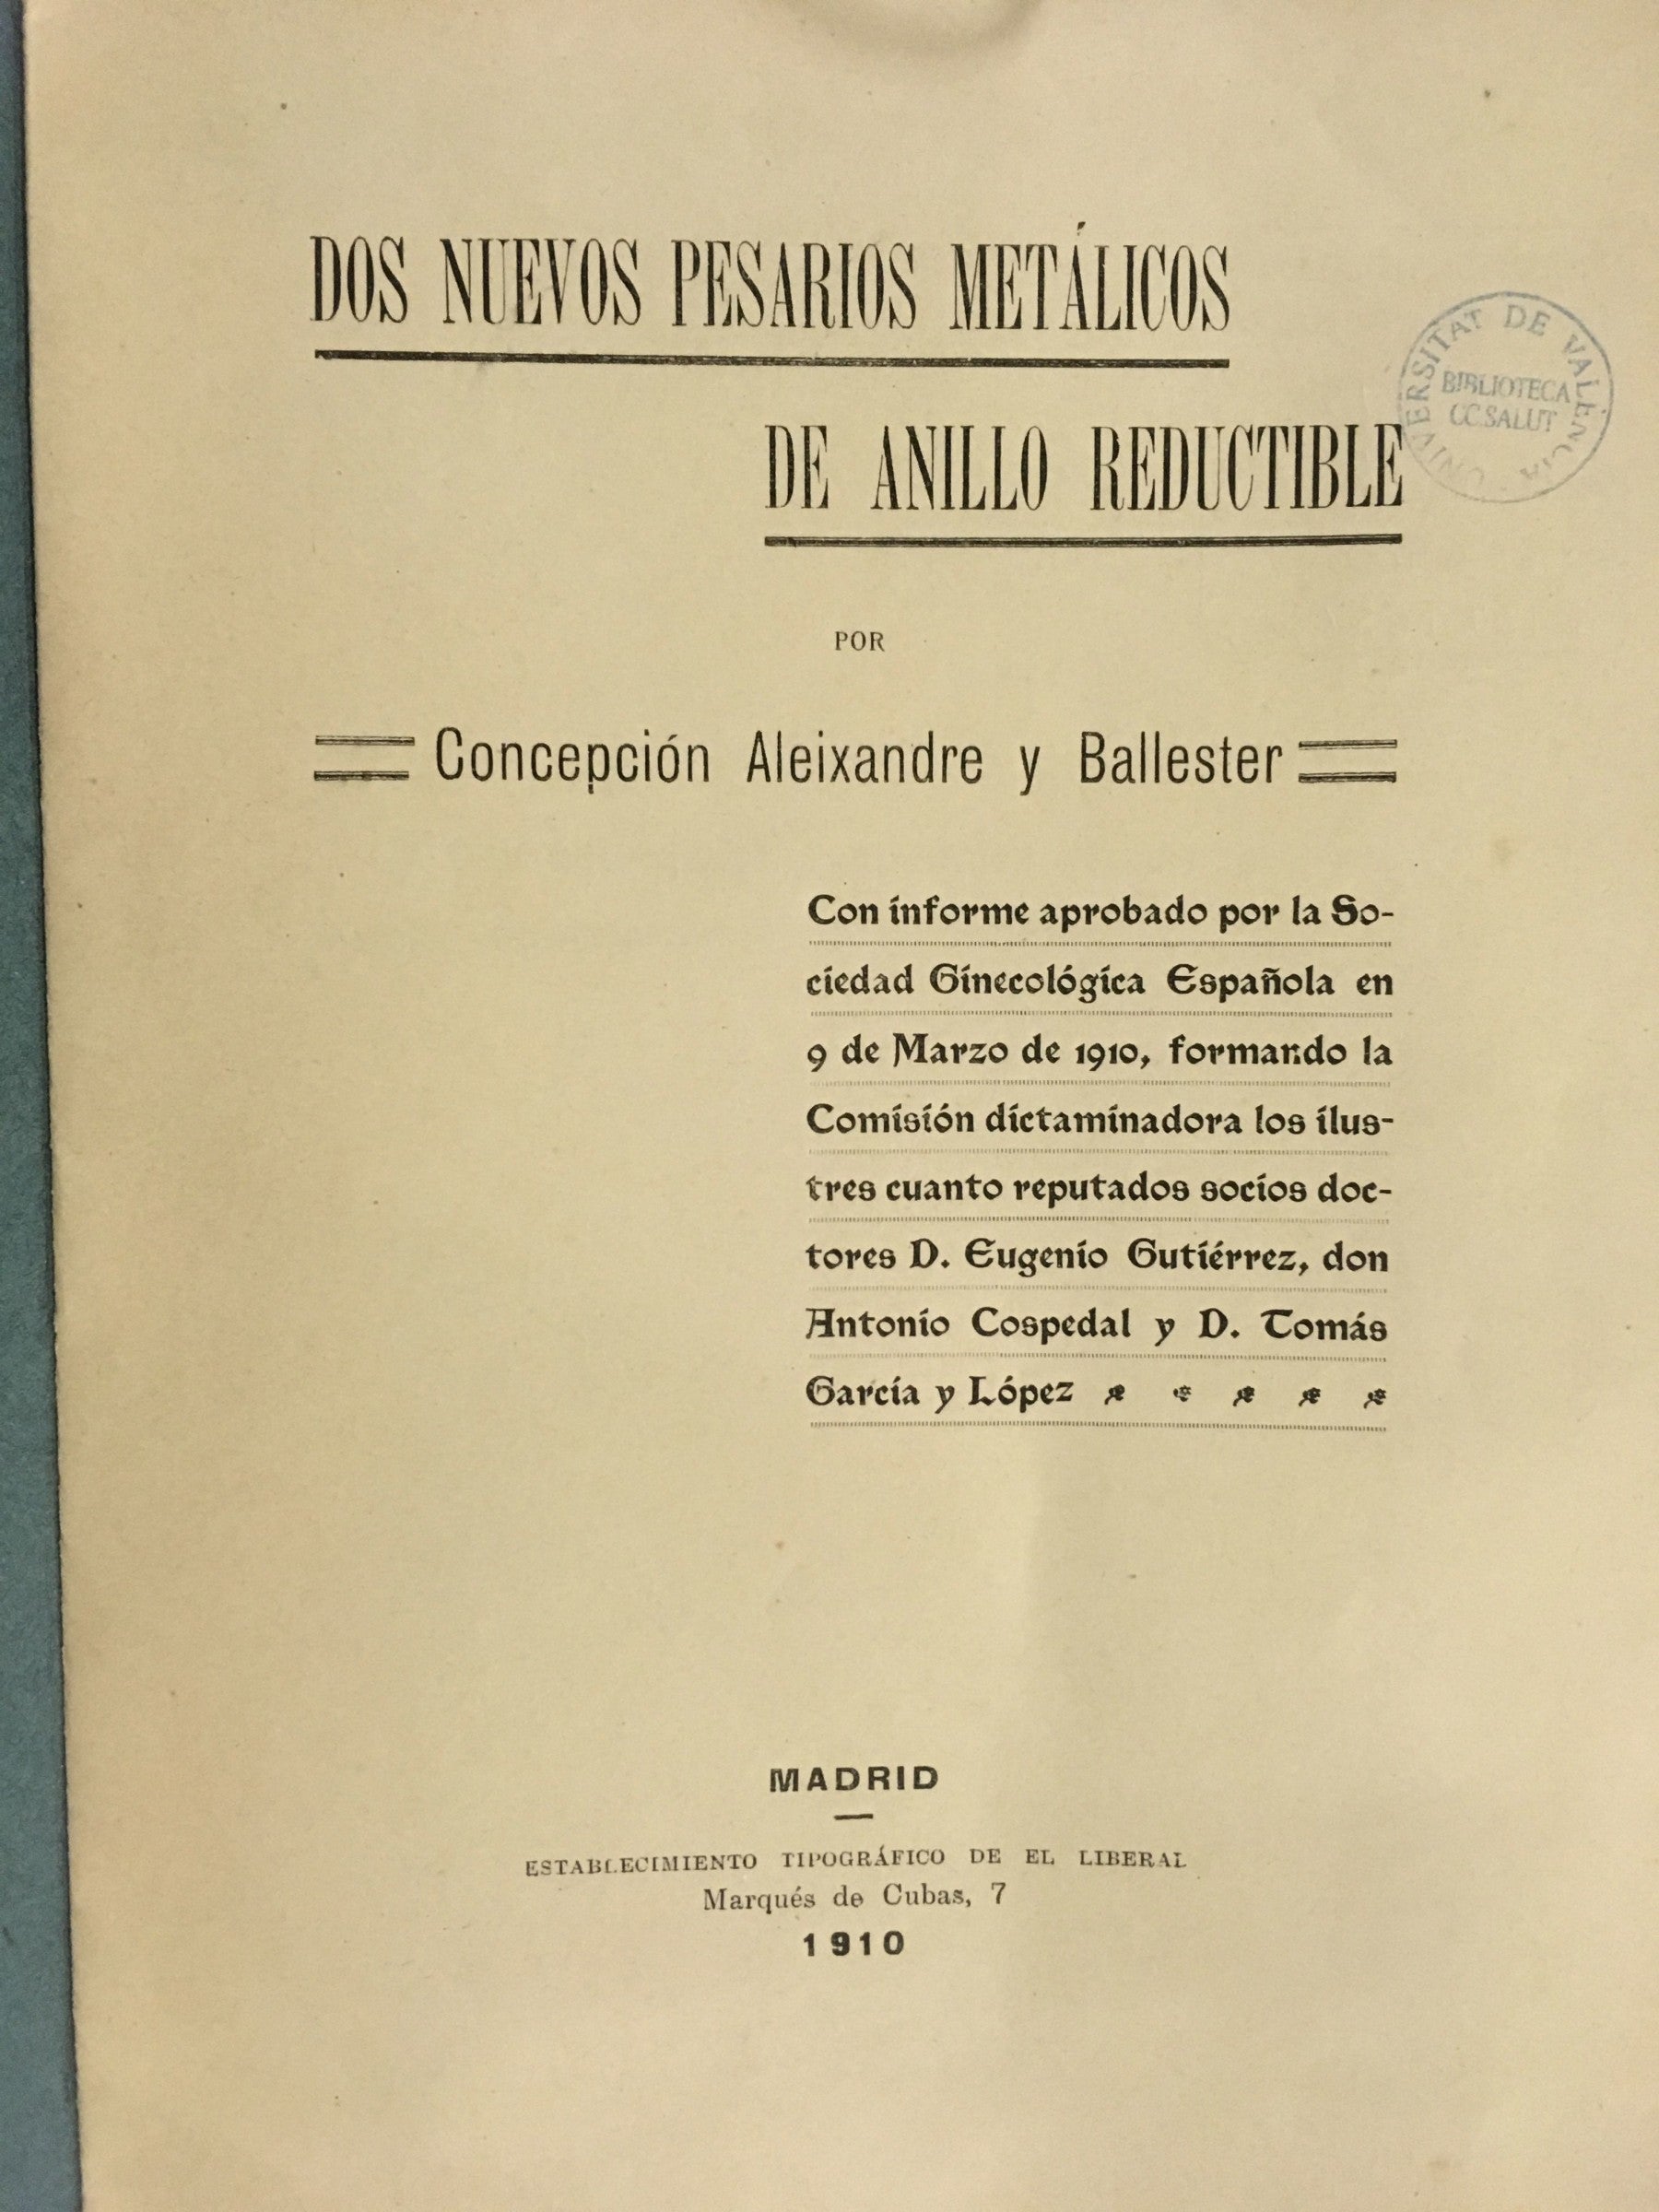 DOS NUEVOS PESARIOS METÁLICOS
DE ANILLO REDUCTIBLE
UNIVERSITAT DE VALÈNCIA
BIBLIOTECA
CC SALUT
POR
Concepción Aleixandre y Ballester
Con informe aprobado por la So-
ciedad Ginecológica Española en
9 de Marzo de 1910, formando la
Comisión dictaminadora los ilus-
tres cuanto reputados socios doc-
tores D. Eugenio Gutiérrez, don
Antonio Cospedal y D. Tomás
García y López
MADRID
ESTABLECIMIENTO TIPOGRÁFICO DE EL LIBERAL
Marqués de Cubas, 7
1910